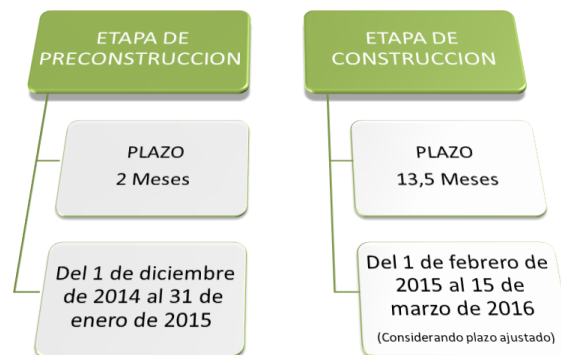 ETAPA DE
PRECONSTRUCCION
PLAZO
2 Meses
Del 1 de diciembre
de 2014 al 31 de
enero de 2015
ETAPA DE
CONSTRUCCION
PLAZO
13,5 Meses
Del 1 de febrero de
2015 al 15 de
marzo de 2016
(Considerando plazo ajustado)